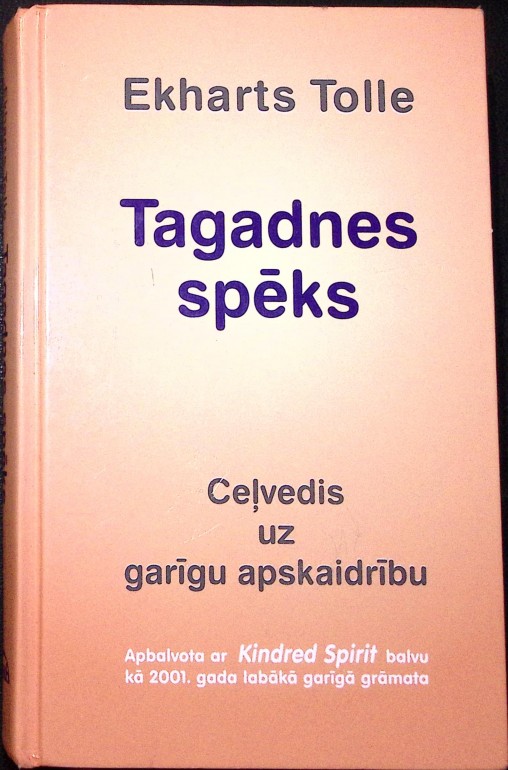 Ekharts Tolle
Tagadnes
spēks
Ceļvedis
uz
garīgu apskaidrību
Apbalvota ar Kindred Spirit balvu
kā 2001. gada labākā garīgā grāmata